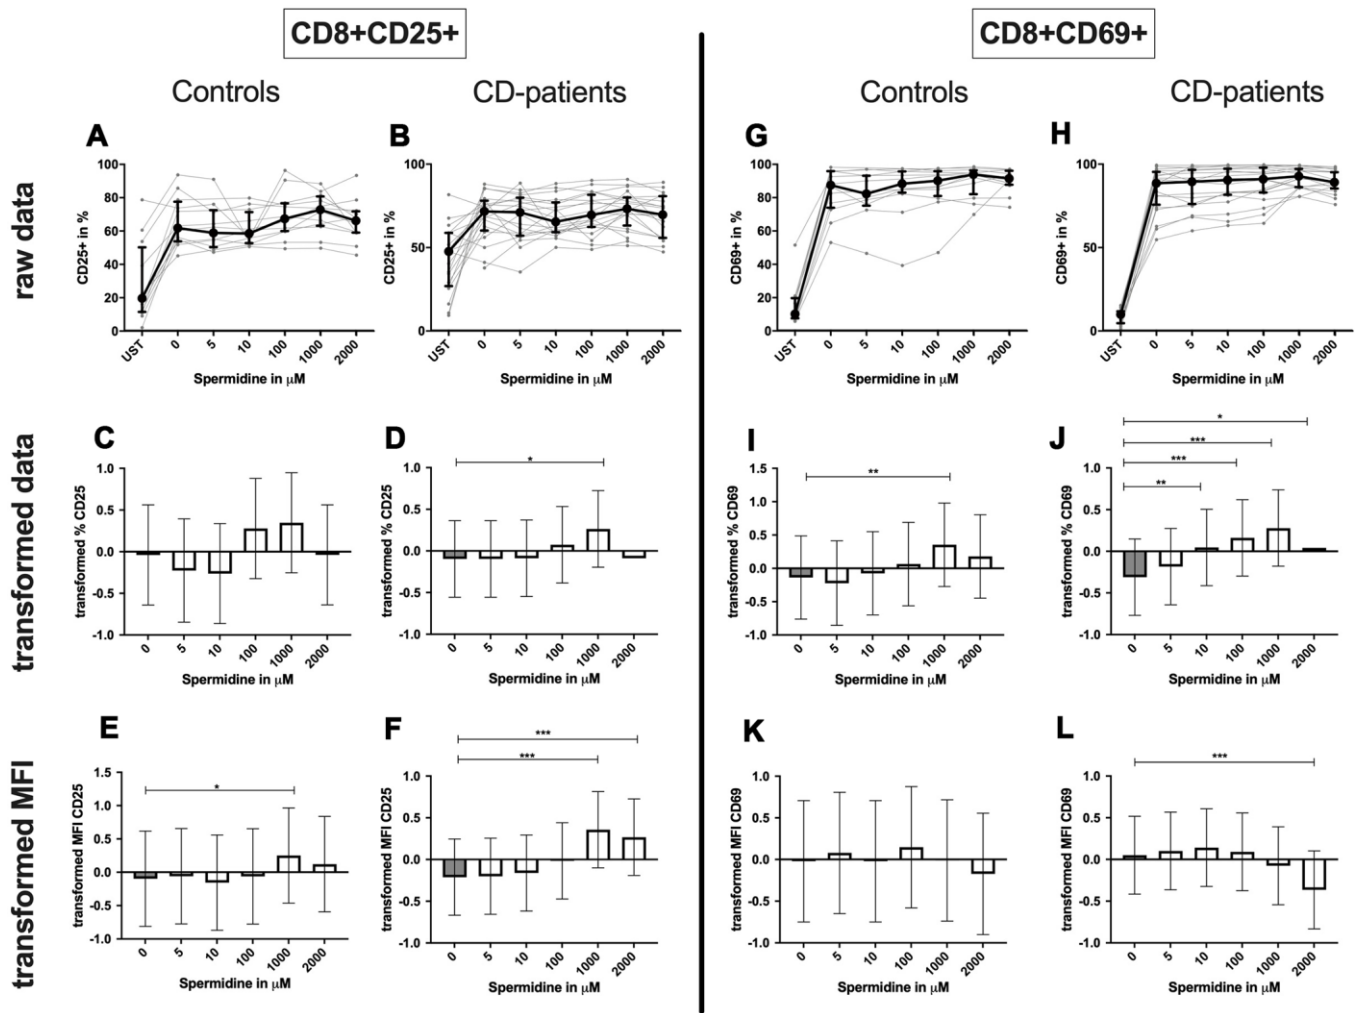 CD8+CD25+
CD8+CD69+
Controls
CD-patients
Controls
CD-patients
raw data
A
CD25+ in %
100
80
60
40
20
0
UST
0
5
10
100
1000
2000
Spermidine in µM
B
CD25+ in %
100
50
0
UST
0
5
10
100
1000
2000
Spermidine in µM
G
CD69+ in %
100
80
60
40
20
0
UST
0
5
10
100
1000
2000
Spermidine in µM
H
CD69+ in %
100
50
0
UST
0
5
10
100
1000
2000
Spermidine in µM
transformed data
C
transformed % CD25
1.0
0.5
0.0
-0.5
-1.0
0
5
10
100
1000
2000
Spermidine in µM
D
transformed % CD25
1.0
0.5
0.0
-0.5
-1.0
*
0
5
10
100
1000
2000
Spermidine in µM
I
transformed % CD69
1.5
1.0
0.5
0.0
-0.5
-1.0
**
0
5
10
100
1000
2000
Spermidine in µM
J
transformed % CD69
1.0
0.5
0.0
-0.5
-1.0
*
***
***
**
0
5
10
100
1000
2000
Spermidine in µM
transformed MFI
E
transformed MFI CD25
1.5
1.0
0.5
0.0
-0.5
-1.0
*
0
5
10
100
1000
2000
Spermidine in µM
F
transformed MFI CD25
1.0
0.5
0.0
-0.5
-1.0
***
***
0
5
10
100
1000
2000
Spermidine in µM
K
transformed MFI CD69
1.0
0.5
0.0
-0.5
-1.0
0
5
10
100
1000
2000
Spermidine in µM
L
transformed MFI CD69
1.0
0.5
0.0
-0.5
-1.0
***
0
5
10
100
1000
2000
Spermidine in µM